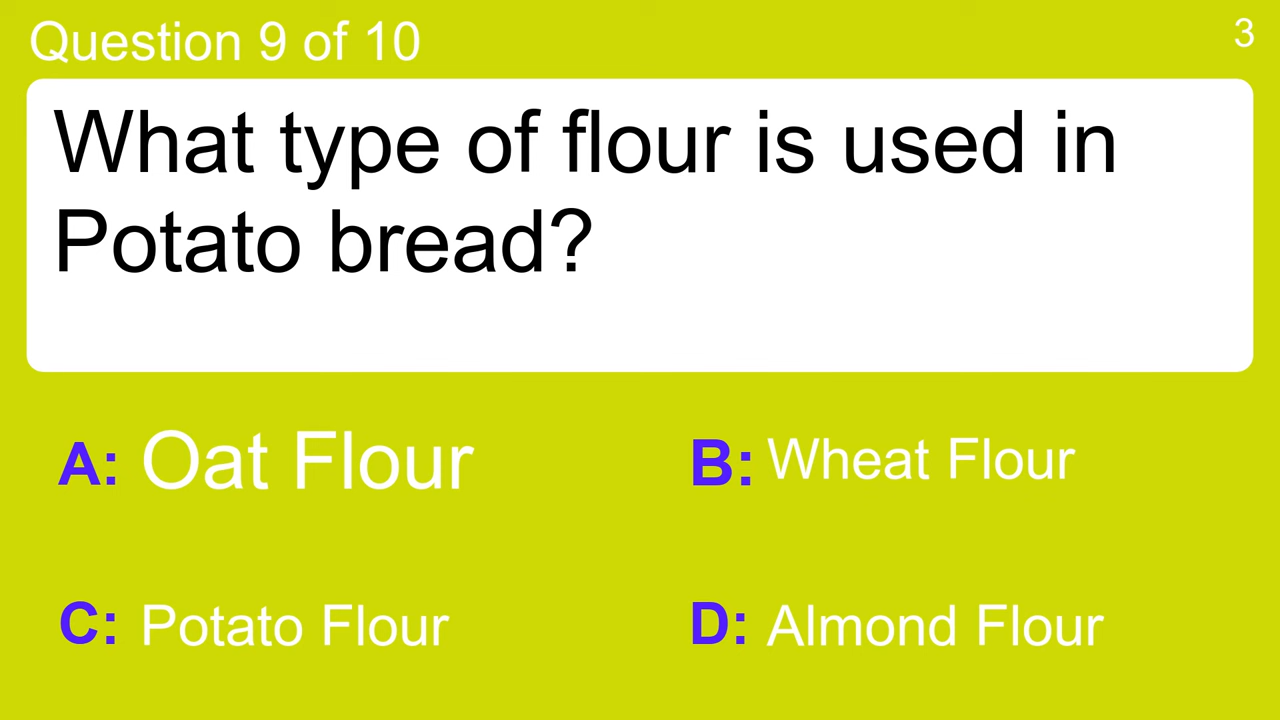 Question 9 of 10
3
What type of flour is used in
Potato bread?
A: Oat Flour
B: Wheat Flour
C: Potato Flour
D: Almond Flour